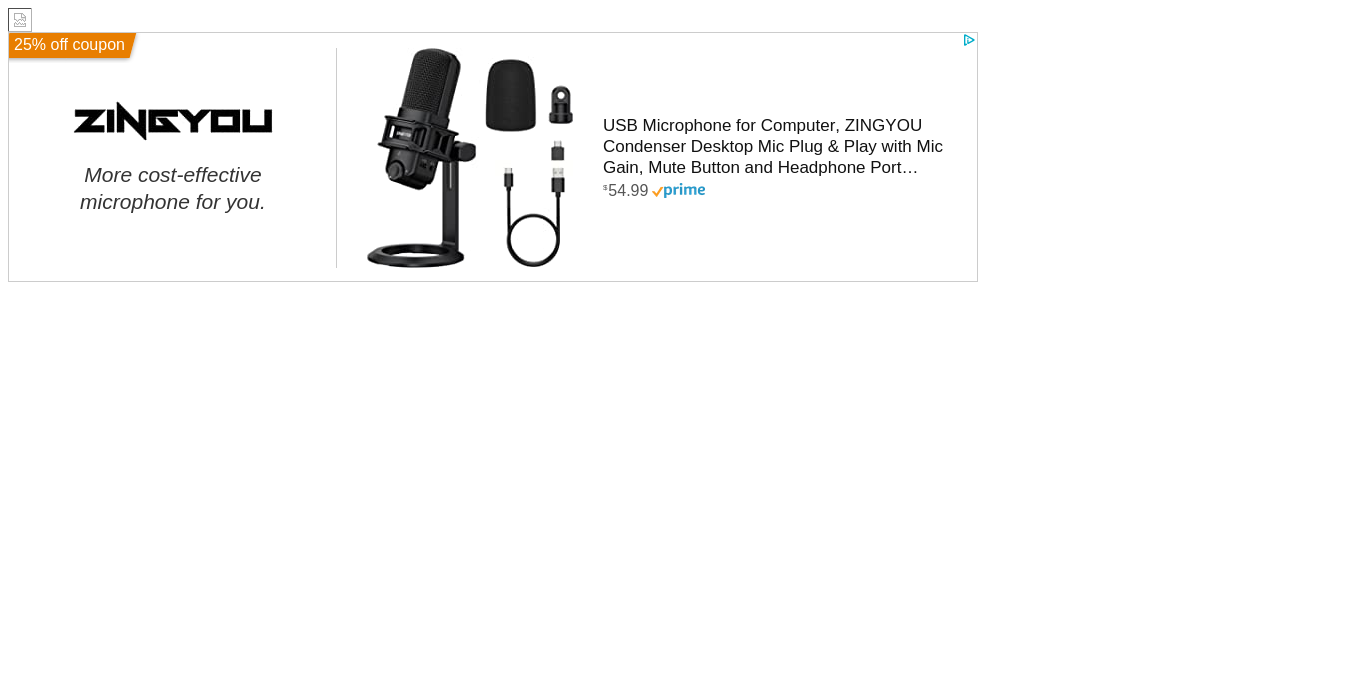 25% off coupon
ZINGYOU
More cost-effective
microphone for you.
USB Microphone for Computer, ZINGYOU
Condenser Desktop Mic Plug & Play with Mic
Gain, Mute Button and Headphone Port…
$54.99 prime